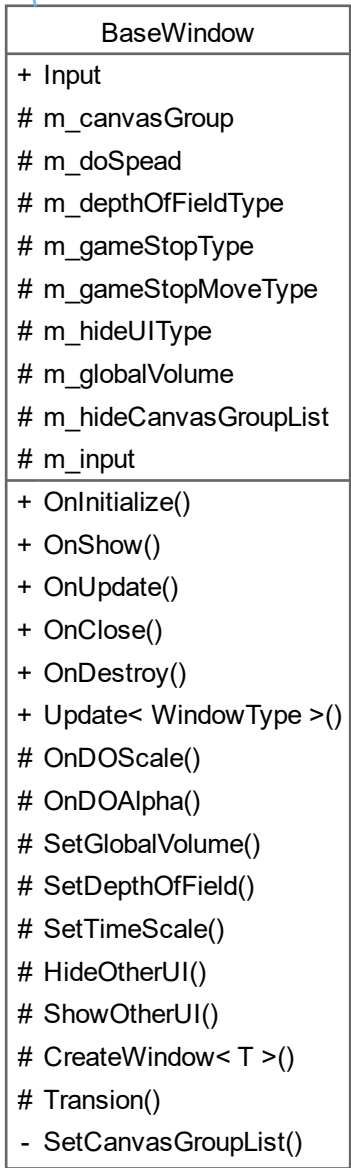 BaseWindow
+ Input
# m_canvasGroup
# m_doSpead
# m_depthOfFieldType
# m_gameStopType
# m_gameStopMoveType
# m_hideUIType
# m_globalVolume
# m_hideCanvasGroupList
# m_input
+ OnInitialize()
+ OnShow()
+ OnUpdate()
+ OnClose()
+ OnDestroy()
+ Update< WindowType >()
# OnDOScale()
# OnDOAlpha()
# SetGlobalVolume()
# SetDepthOfField()
# SetTimeScale()
# HideOtherUI()
# ShowOtherUI()
# CreateWindow< T >()
# Transion()
- SetCanvasGroupList()